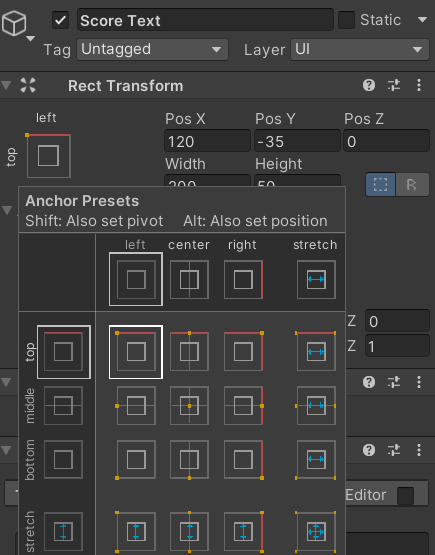 Score Text
Static
Tag Untagged Layer UI
Rect Transform
left
top
Pos X Pos Y Pos Z
120 -35 0
Width Height
200 50
R
Anchor Presets
Shift: Also set pivot Alt: Also set position
left center right stretch
top
middle
bottom
stretch
Z 0
Z 1
Editor